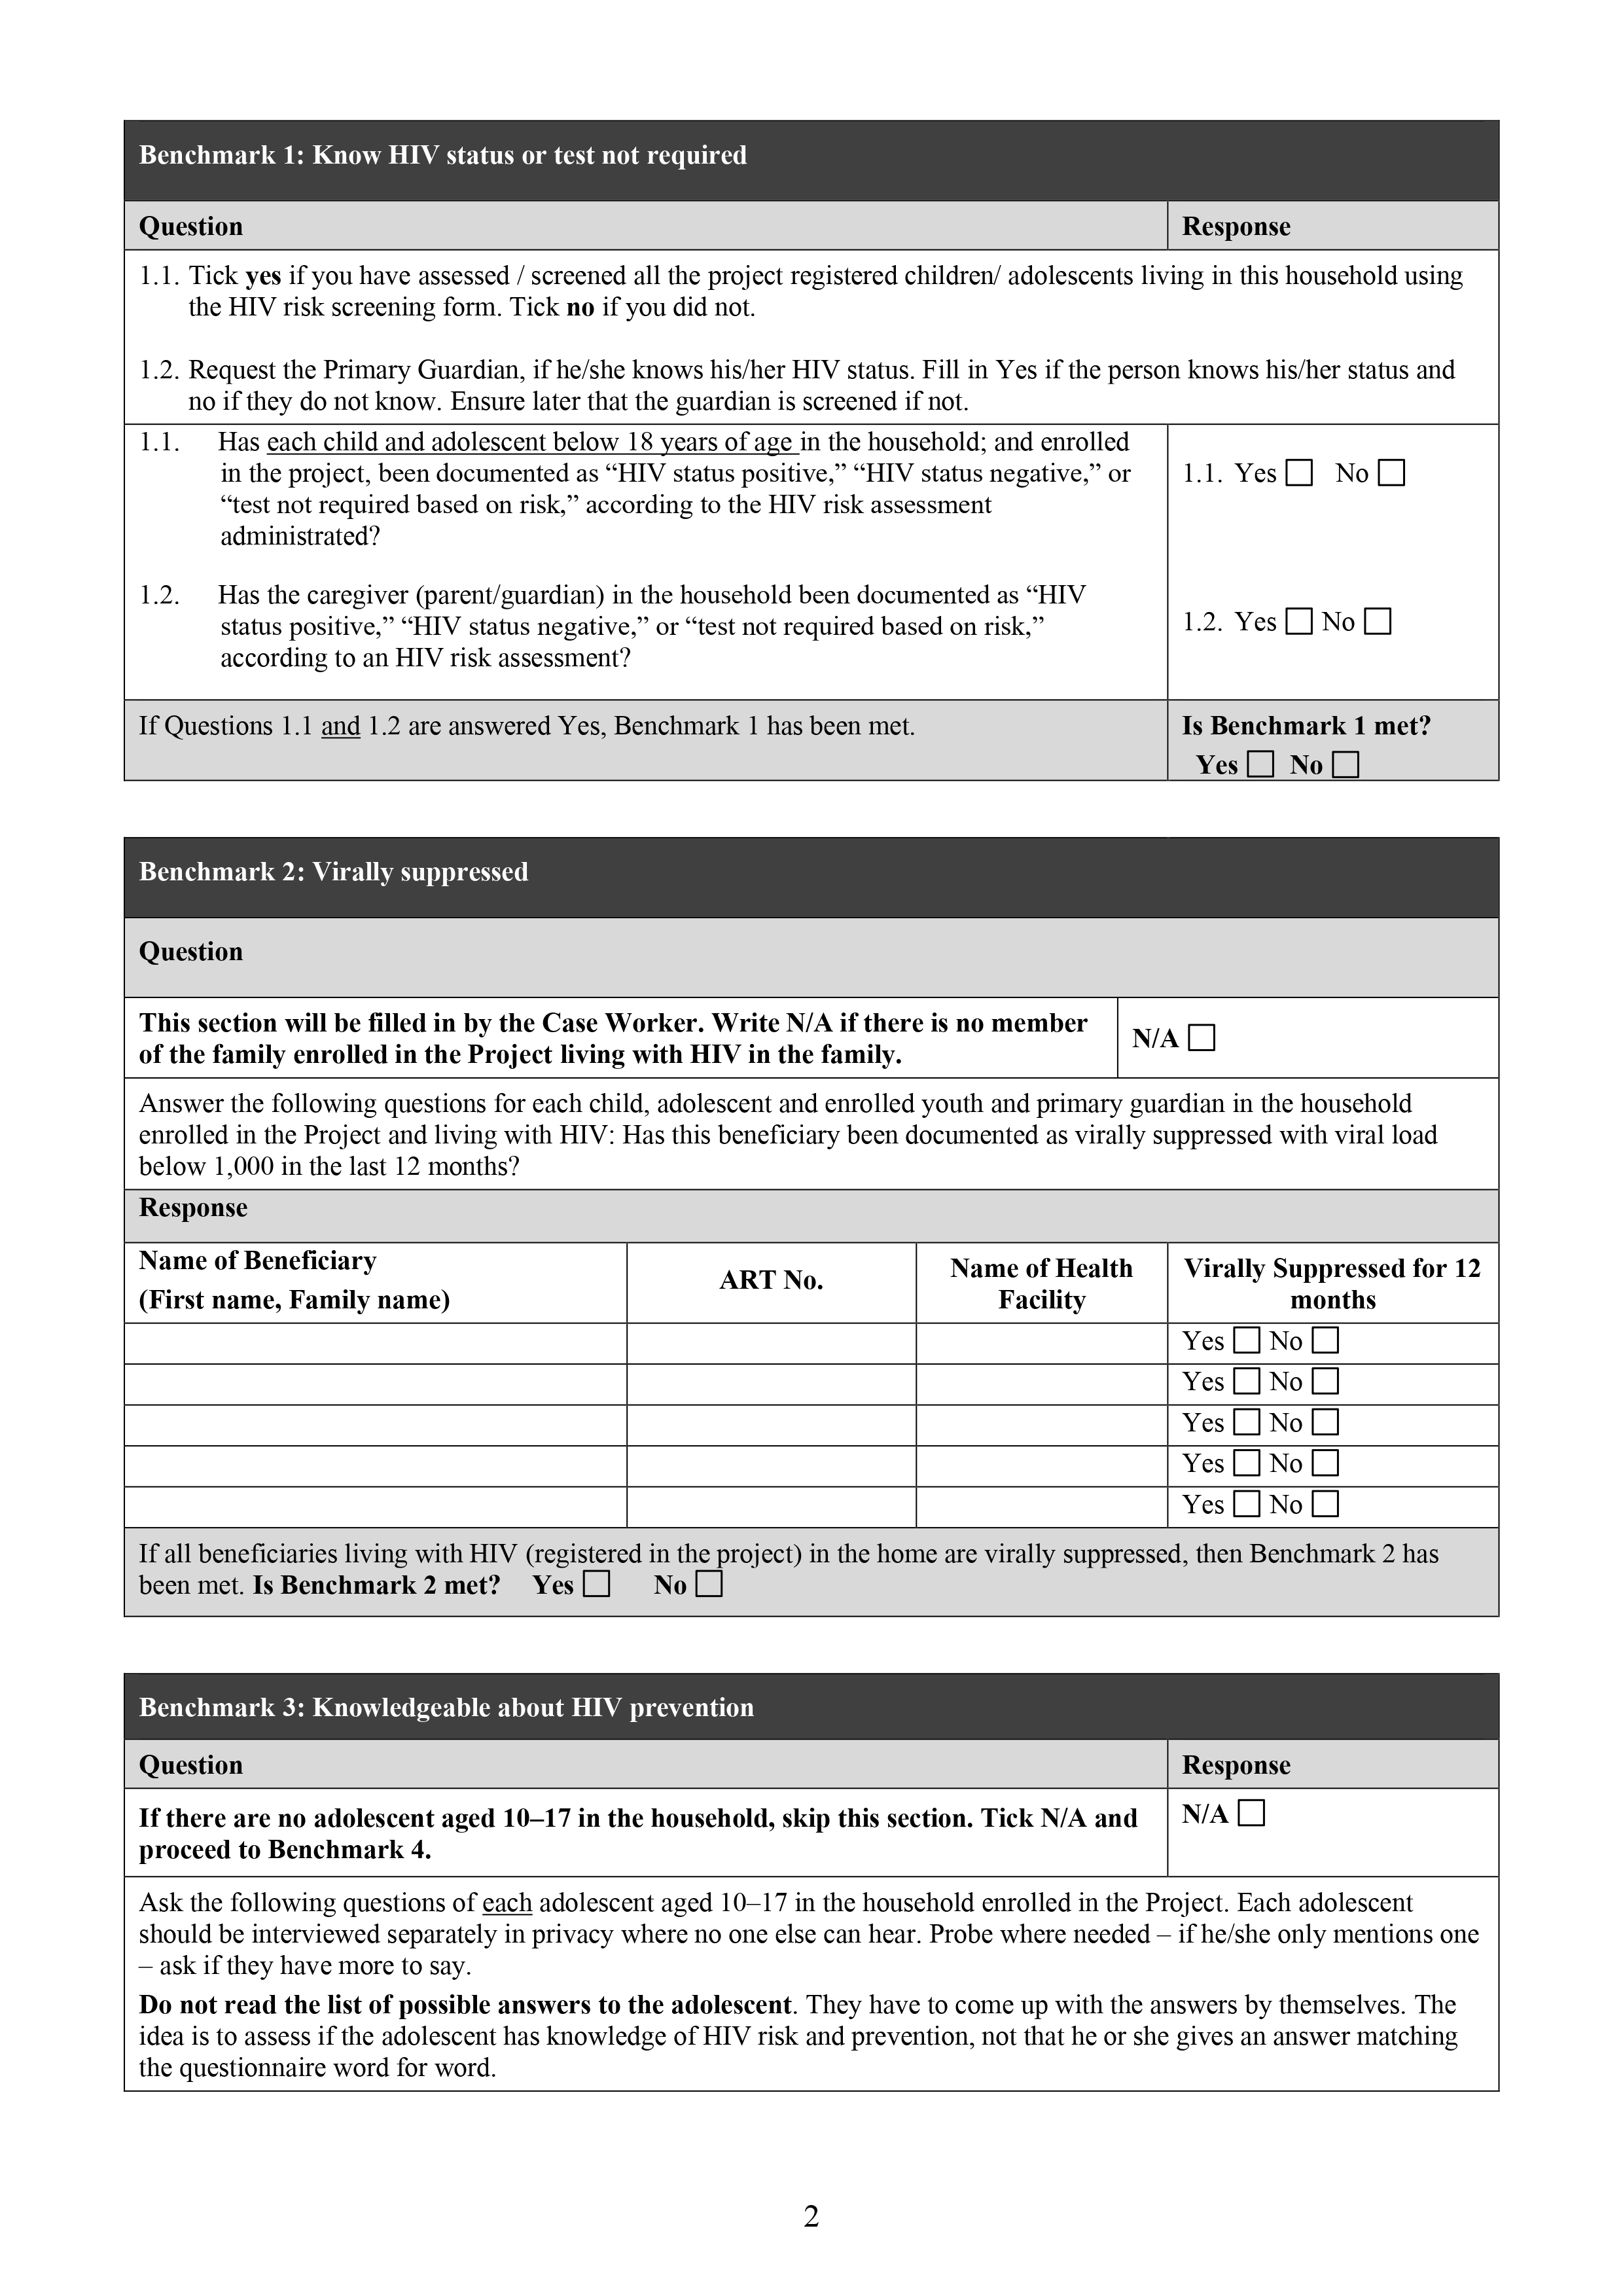 Benchmark 1: Know HIV status or test not required
Question
Response
1.1. Tick yes if you have assessed / screened all the project registered children/ adolescents living in this household using
the HIV risk screening form. Tick no if you did not.
1.2. Request the Primary Guardian, if he/she knows his/her HIV status. Fill in Yes if the person knows his/her status and
no if they do not know. Ensure later that the guardian is screened if not.
1.1. Has each child and adolescent below 18 years of age in the household; and enrolled
in the project, been documented as “HIV status positive,” “HIV status negative,” or
“test not required based on risk,” according to the HIV risk assessment
administrated?
1.1. Yes ☐ No ☐
1.2. Has the caregiver (parent/guardian) in the household been documented as “HIV
status positive,” “HIV status negative,” or “test not required based on risk,”
according to an HIV risk assessment?
1.2. Yes ☐ No ☐
If Questions 1.1 and 1.2 are answered Yes, Benchmark 1 has been met.
Is Benchmark 1 met?
Yes ☐ No ☐
Benchmark 2: Virally suppressed
Question
This section will be filled in by the Case Worker. Write N/A if there is no member
of the family enrolled in the Project living with HIV in the family.
N/A ☐
Answer the following questions for each child, adolescent and enrolled youth and primary guardian in the household
enrolled in the Project and living with HIV: Has this beneficiary been documented as virally suppressed with viral load
below 1,000 in the last 12 months?
Response
Name of Beneficiary
(First name, Family name)
ART No.
Name of Health
Facility
Virally Suppressed for 12
months
Yes ☐ No ☐
Yes ☐ No ☐
Yes ☐ No ☐
Yes ☐ No ☐
Yes ☐ No ☐
If all beneficiaries living with HIV (registered in the project) in the home are virally suppressed, then Benchmark 2 has
been met. Is Benchmark 2 met? Yes ☐ No ☐
Benchmark 3: Knowledgeable about HIV prevention
Question
Response
If there are no adolescent aged 10–17 in the household, skip this section. Tick N/A and
proceed to Benchmark 4.
N/A ☐
Ask the following questions of each adolescent aged 10–17 in the household enrolled in the Project. Each adolescent
should be interviewed separately in privacy where no one else can hear. Probe where needed – if he/she only mentions one
– ask if they have more to say.
Do not read the list of possible answers to the adolescent. They have to come up with the answers by themselves. The
idea is to assess if the adolescent has knowledge of HIV risk and prevention, not that he or she gives an answer matching
the questionnaire word for word.
2